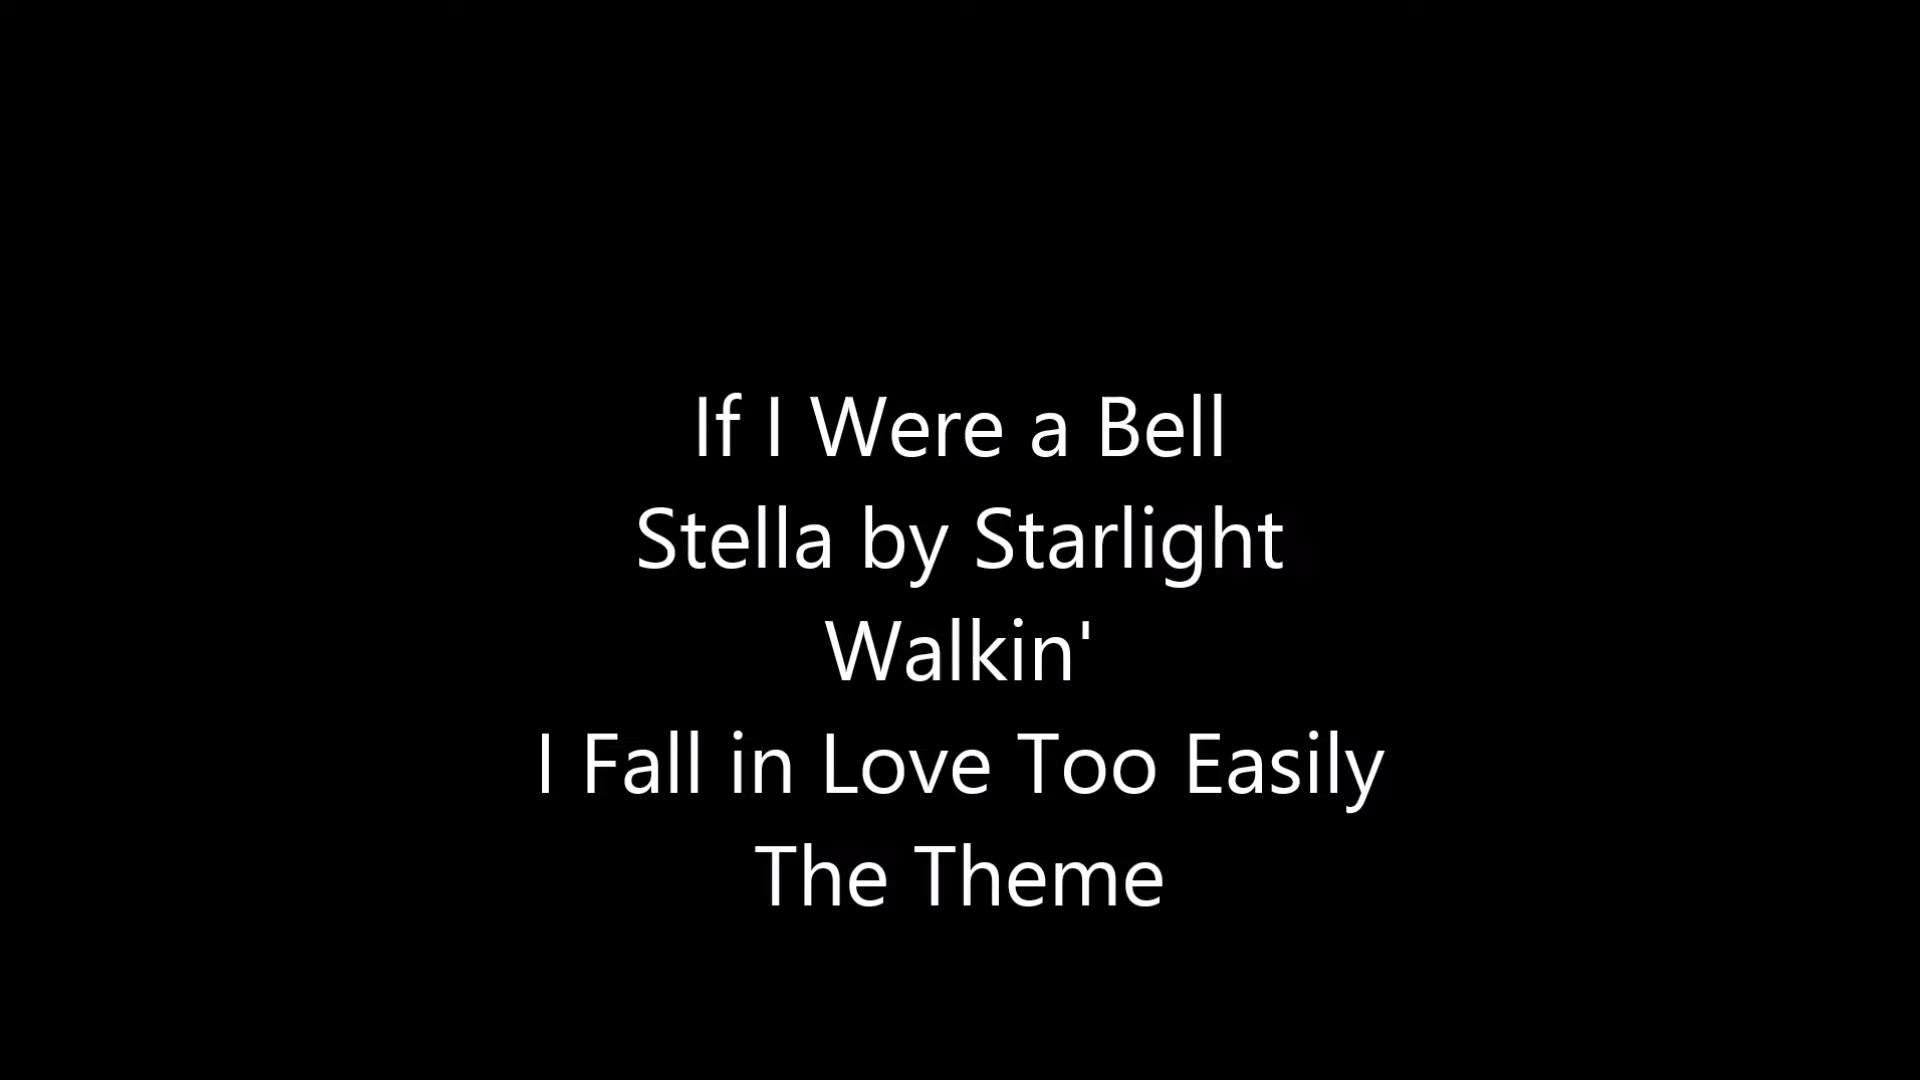 If I Were a Bell
Stella by Starlight
Walkin'
I Fall in Love Too Easily
The Theme